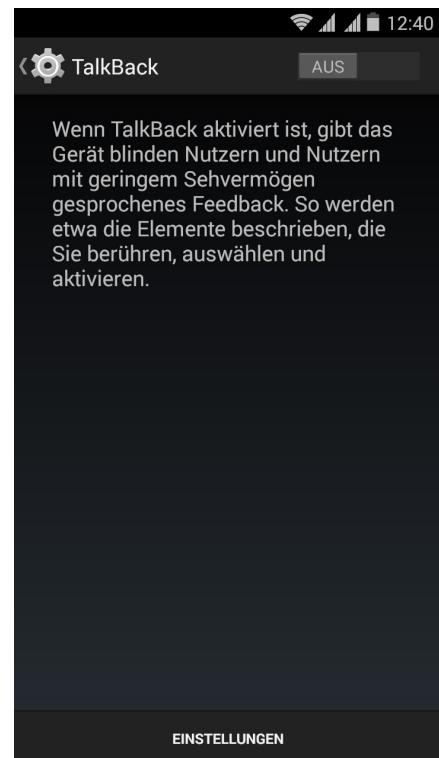 12:40
TalkBack
AUS
Wenn TalkBack aktiviert ist, gibt das
Gerät blinden Nutzern und Nutzern
mit geringem Sehvermögen
gesprochenes Feedback. So werden
etwa die Elemente beschrieben, die
Sie berühren, auswählen und
aktivieren.
EINSTELLUNGEN